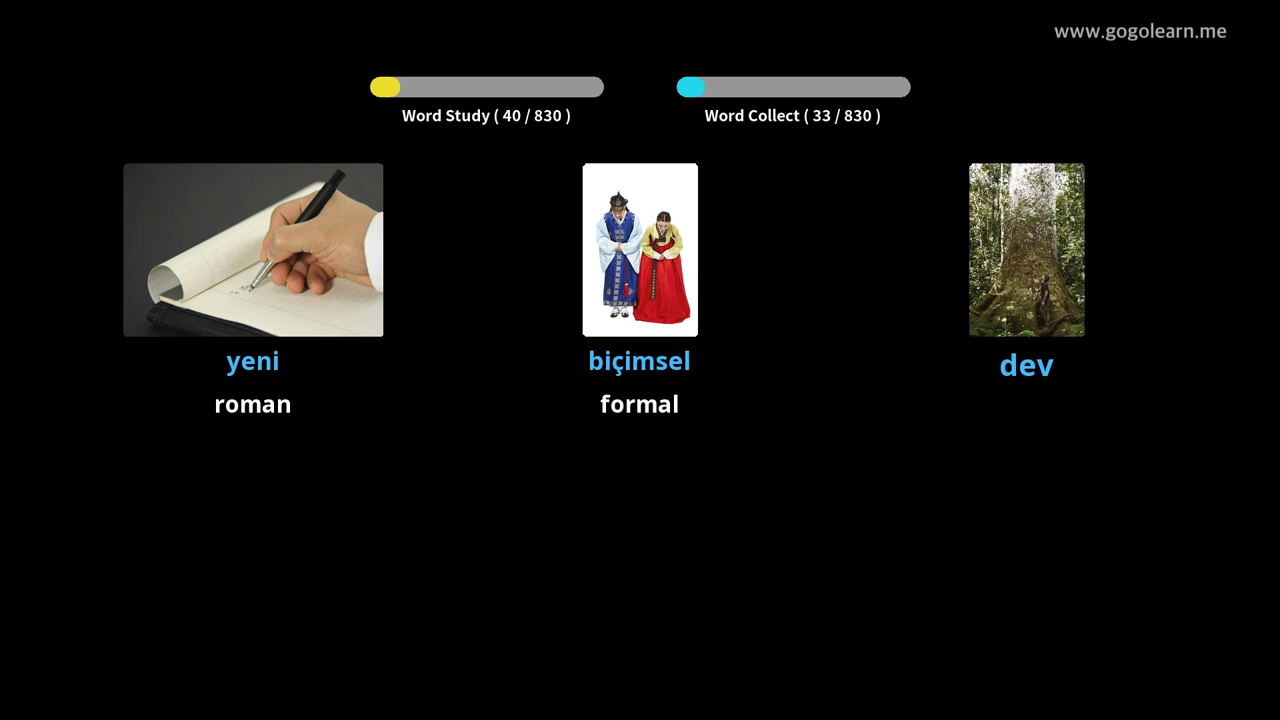 www.gogolearn.me
Word Study ( 40 / 830 )
Word Collect ( 33 / 830 )
yeni
roman
biçimsel
formal
dev